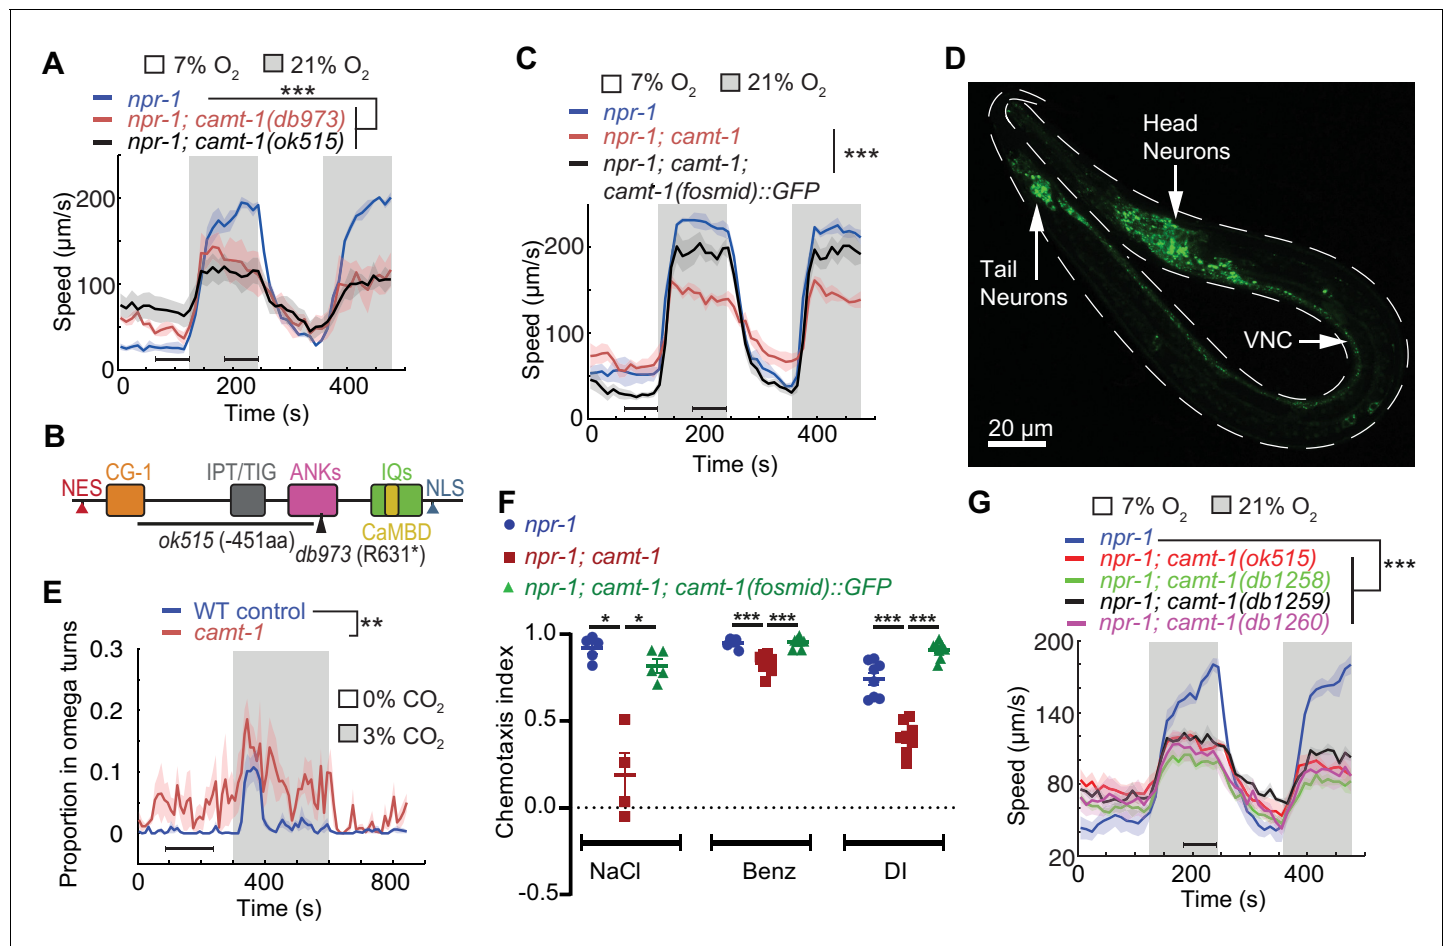 A
7% O2 21% O2
***
npr-1
npr-1; camt-1(db973)
npr-1; camt-1(ok515)
Speed (µm/s)
200
100
0
0 200 400
Time (s)
B
CG-1 IPT/TIG ANKs IQs
NES NLS
CaMBD
ok515 (-451aa) db973 (R631*)
C
7% O2 21% O2
npr-1
npr-1; camt-1
npr-1; camt-1;
camt-1(fosmid)::GFP
***
Speed (µm/s)
200
100
0
0 200 400
Time (s)
D
Head
Neurons
Tail
Neurons
VNC
20 µm
E
WT control
camt-1
**
Proportion in omega turns
0.3
0.2
0.1
0
0% CO2
3% CO2
0 400 800
Time (s)
F
npr-1
npr-1; camt-1
npr-1; camt-1; camt-1(fosmid)::GFP
* * *** *** *** ***
Chemotaxis index
1.0
0.5
0.0
-0.5
NaCl Benz DI
G
7% O2 21% O2
npr-1
npr-1; camt-1(ok515)
npr-1; camt-1(db1258)
npr-1; camt-1(db1259)
npr-1; camt-1(db1260)
***
Speed (µm/s)
200
140
80
20
0 200 400
Time (s)